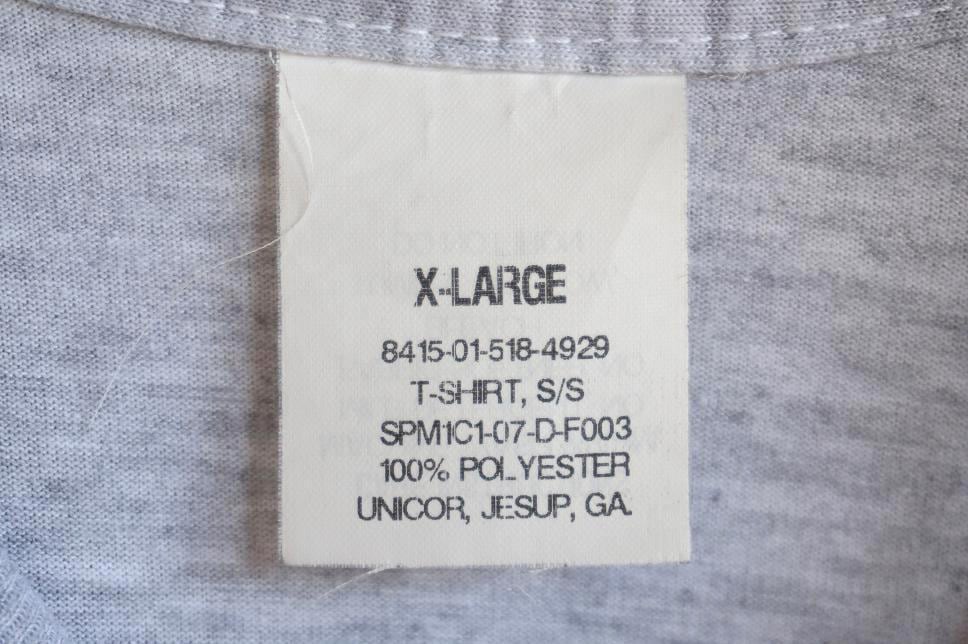 X-LARGE
8415-01-518-4929
T-SHIRT, S/S
SPM1C1-07-D-F003
100% POLYESTER
UNICOR, JESUP, GA.